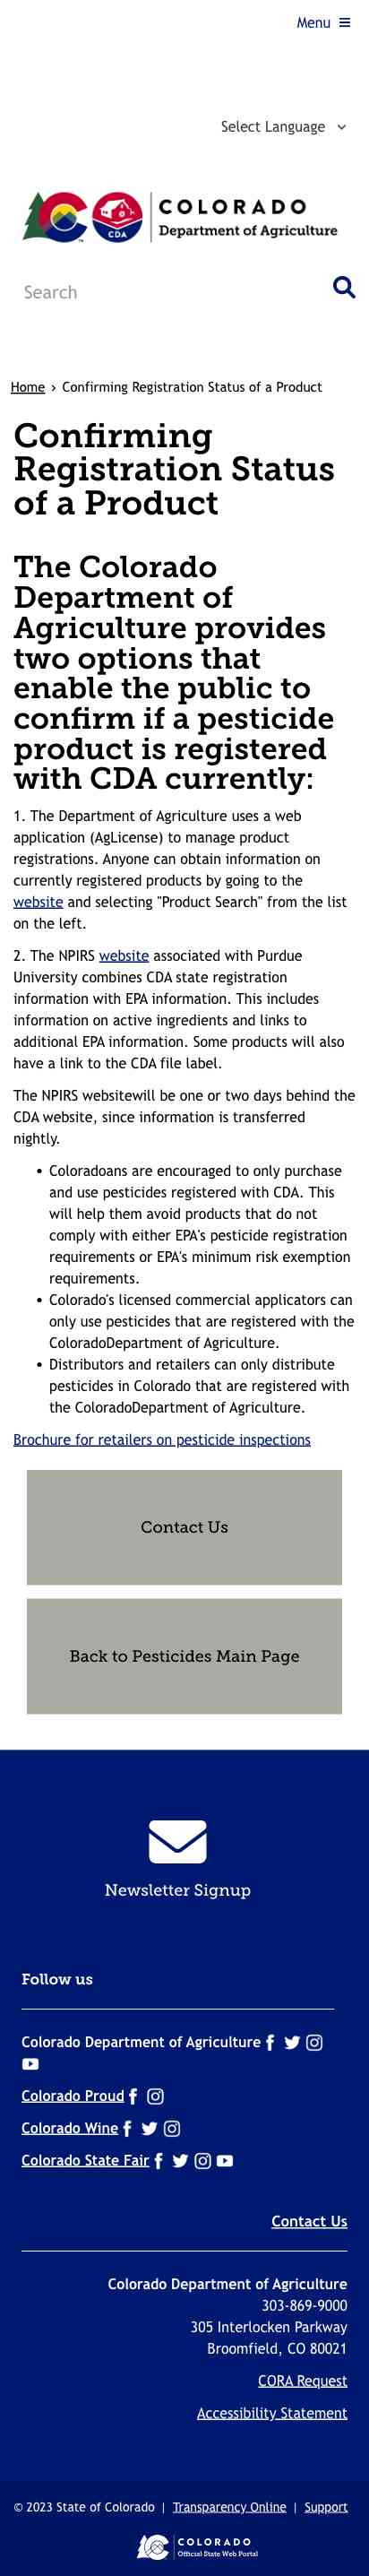 Menu
Select Language
CDA
TM
COLORADO
Department of Agriculture
Search
Home › Confirming Registration Status of a Product
Confirming
Registration Status
of a Product
The Colorado
Department of
Agriculture provides
two options that
enable the public to
confirm if a pesticide
product is registered
with CDA currently:
1. The Department of Agriculture uses a web
application (AgLicense) to manage product
registrations. Anyone can obtain information on
currently registered products by going to the
website and selecting "Product Search" from the list
on the left.
2. The NPIRS website associated with Purdue
University combines CDA state registration
information with EPA information. This includes
information on active ingredients and links to
additional EPA information. Some products will also
have a link to the CDA file label.
The NPIRS websitewill be one or two days behind the
CDA website, since information is transferred
nightly.
• Coloradoans are encouraged to only purchase
and use pesticides registered with CDA. This
will help them avoid products that do not
comply with either EPA's pesticide registration
requirements or EPA's minimum risk exemption
requirements.
• Colorado's licensed commercial applicators can
only use pesticides that are registered with the
ColoradoDepartment of Agriculture.
• Distributors and retailers can only distribute
pesticides in Colorado that are registered with
the ColoradoDepartment of Agriculture.
Brochure for retailers on pesticide inspections
Contact Us
Back to Pesticides Main Page
Newsletter Signup
Follow us
Colorado Department of Agriculture
Colorado Proud
Colorado Wine
Colorado State Fair
Contact Us
Colorado Department of Agriculture
303-869-9000
305 Interlocken Parkway
Broomfield, CO 80021
CORA Request
Accessibility Statement
© 2023 State of Colorado | Transparency Online | Support
COLORADO
Official State Web Portal